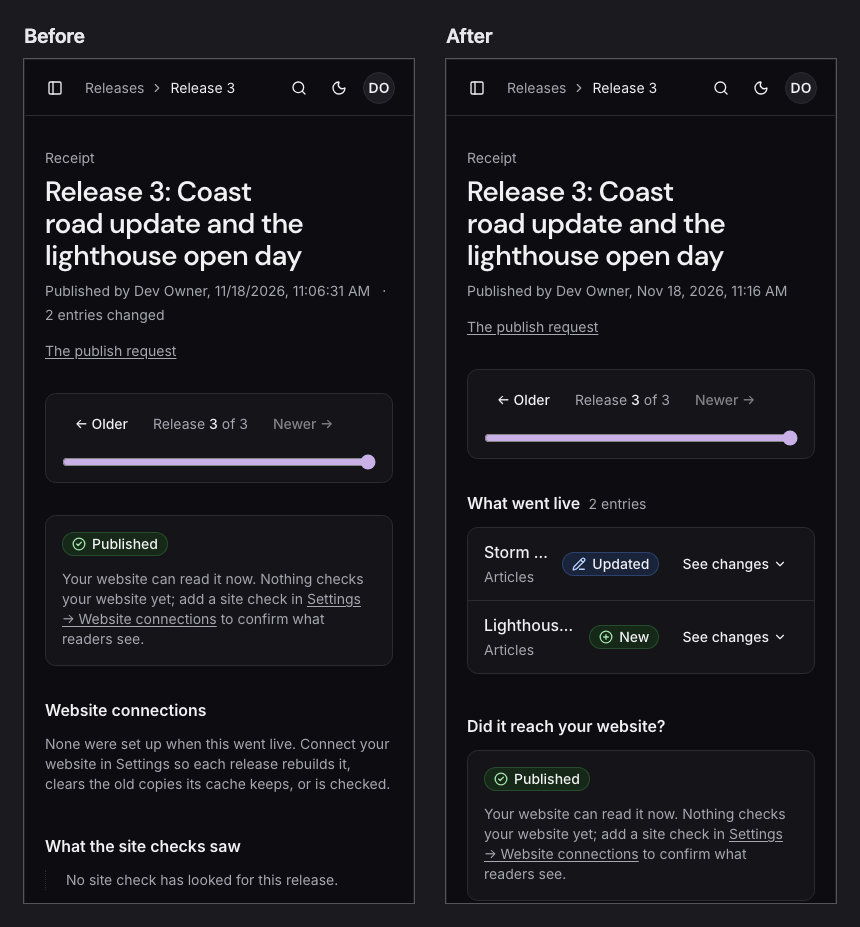 Before
Releases > Release 3
DO
Receipt
Release 3: Coast
road update and the
lighthouse open day
Published by Dev Owner, 11/18/2026, 11:06:31 AM ·
2 entries changed
The publish request
← Older Release 3 of 3 Newer →
Published
Your website can read it now. Nothing checks
your website yet; add a site check in Settings
→ Website connections to confirm what
readers see.
Website connections
None were set up when this went live. Connect your
website in Settings so each release rebuilds it,
clears the old copies its cache keeps, or is checked.
What the site checks saw
No site check has looked for this release.
After
Releases > Release 3
DO
Receipt
Release 3: Coast
road update and the
lighthouse open day
Published by Dev Owner, Nov 18, 2026, 11:16 AM
The publish request
← Older Release 3 of 3 Newer →
What went live 2 entries
Storm ... Updated See changes
Articles
Lighthous... New See changes
Articles
Did it reach your website?
Published
Your website can read it now. Nothing checks
your website yet; add a site check in Settings
→ Website connections to confirm what
readers see.